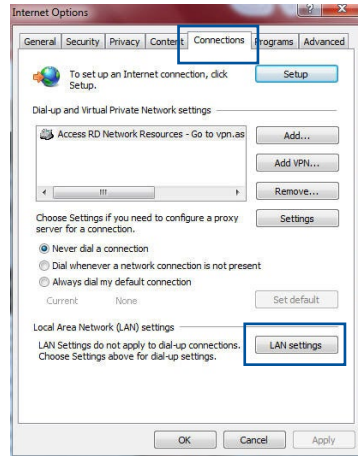 Internet Options
General Security Privacy Content Connections Programs Advanced
To set up an Internet connection, click
Setup.
Setup
Dial-up and Virtual Private Network settings
Access RD Network Resources - Go to vpn.as
Add...
Add VPN...
Remove...
Choose Settings if you need to configure a proxy
server for a connection.
Settings
Never dial a connection
Dial whenever a network connection is not present
Always dial my default connection
Current None
Set default
Local Area Network (LAN) settings
LAN Settings do not apply to dial-up connections.
Choose Settings above for dial-up settings.
LAN settings
OK Cancel Apply